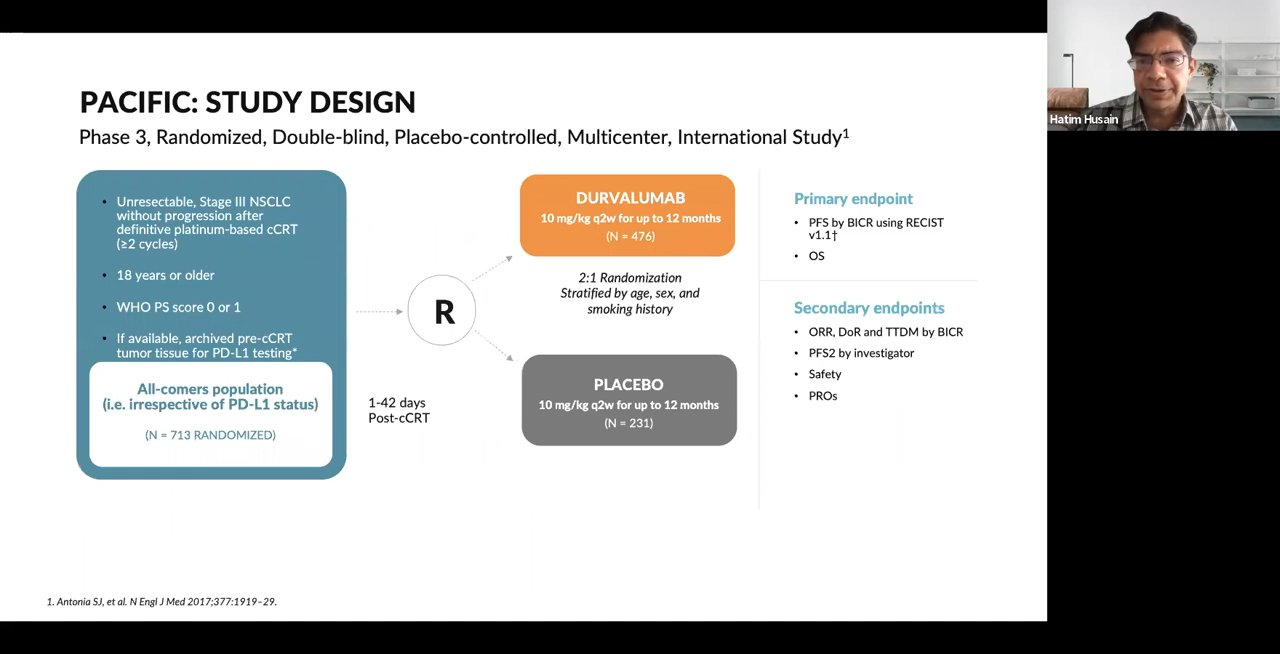 PACIFIC: STUDY DESIGN
Phase 3, Randomized, Double-blind, Placebo-controlled, Multicenter, International Study1
• Unresectable, Stage III NSCLC
without progression after
definitive platinum-based cCRT
(≥2 cycles)
• 18 years or older
• WHO PS score 0 or 1
• If available, archived pre-cCRT
tumor tissue for PD-L1 testing*
All-comers population
(i.e. irrespective of PD-L1 status)
(N = 713 RANDOMIZED)
R
1-42 days
Post-cCRT
DURVALUMAB
10 mg/kg q2w for up to 12 months
(N = 476)
2:1 Randomization
Stratified by age, sex, and
smoking history
PLACEBO
10 mg/kg q2w for up to 12 months
(N = 231)
Primary endpoint
• PFS by BICR using RECIST
v1.1†
• OS
Secondary endpoints
• ORR, DoR and TTDM by BICR
• PFS2 by investigator
• Safety
• PROs
1. Antonia SJ, et al. N Engl J Med 2017;377:1919–29.
Hatim Husain